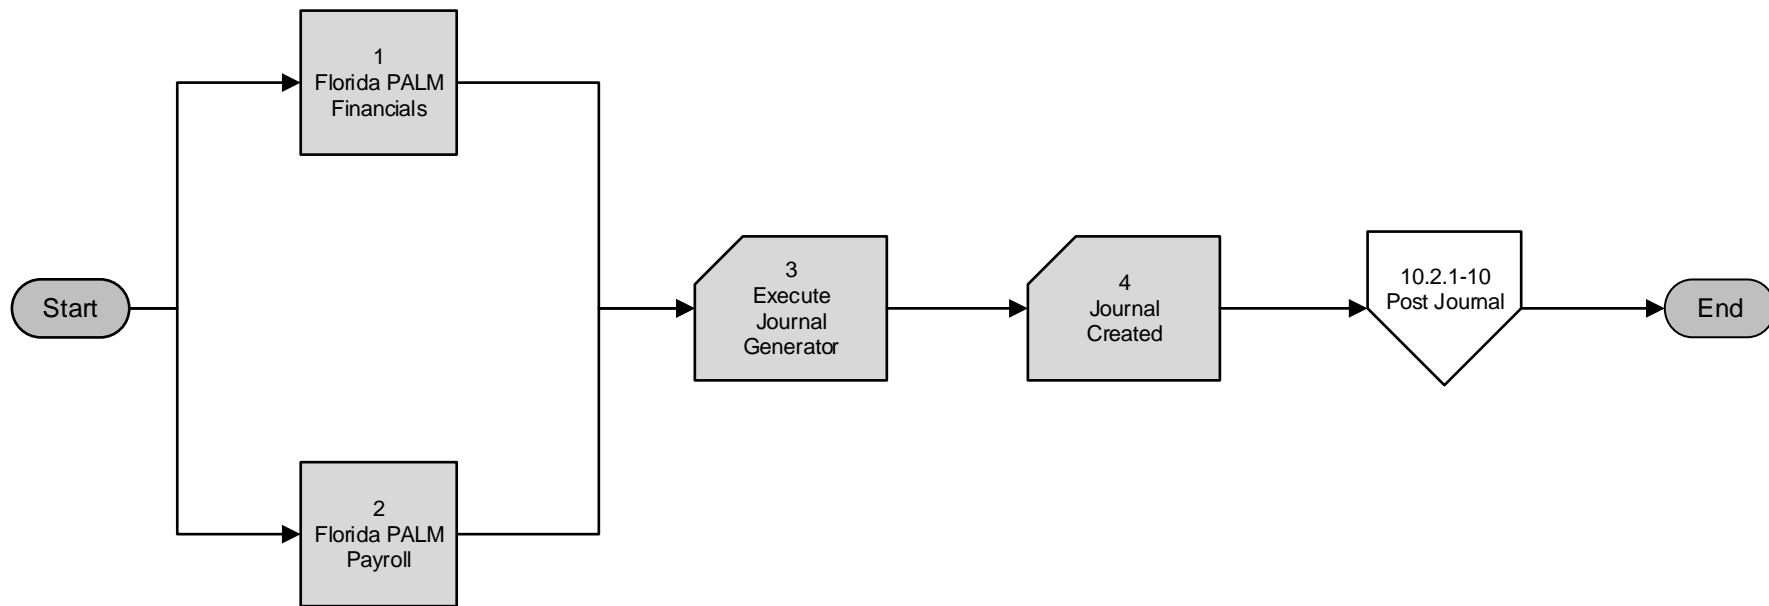 1
Florida PALM
Financials
Start
3
Execute
Journal
Generator
4
Journal
Created
10.2.1-10
Post Journal
End
2
Florida PALM
Payroll